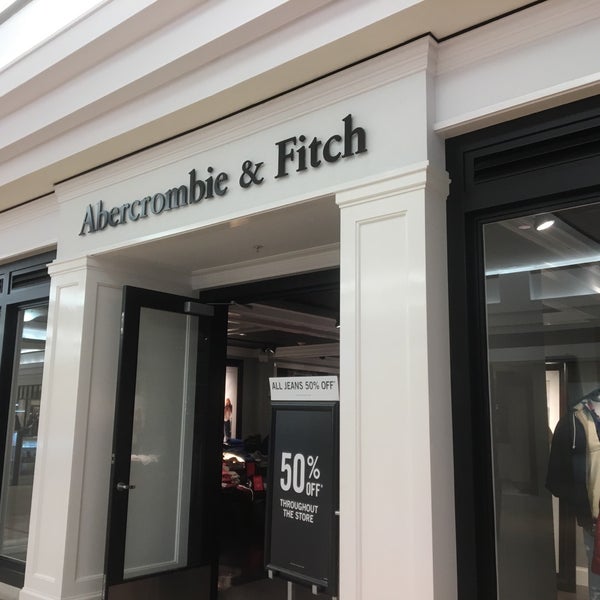 Abercrombie & Fitch
ALL JEANS 50% OFF*
50%
OFF*
THROUGHOUT
THE STORE